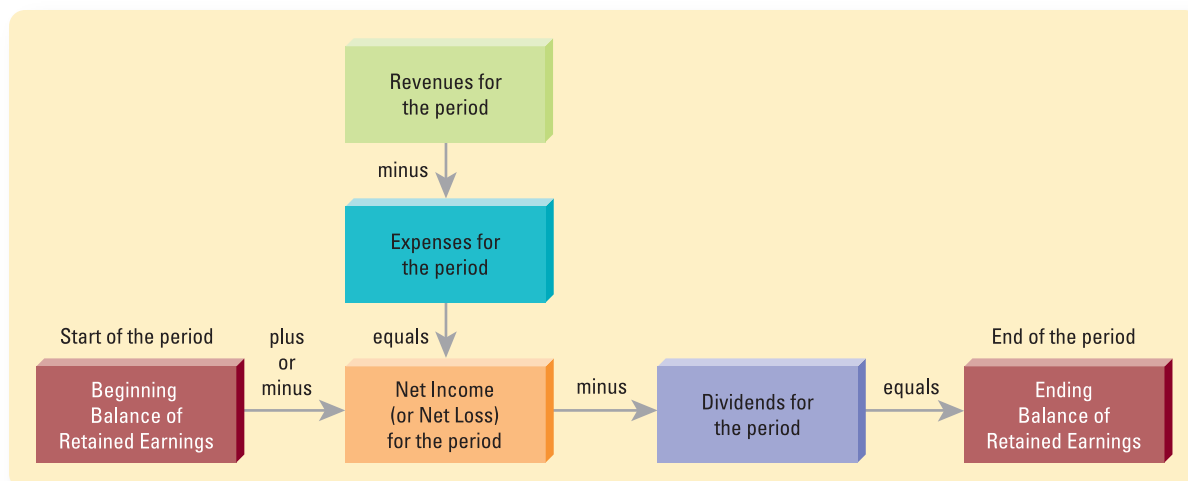 Revenues for
the period
minus
Expenses for
the period
equals
Start of the period
Beginning
Balance of
Retained Earnings
plus
or
minus
Net Income
(or Net Loss)
for the period
minus
Dividends for
the period
equals
End of the period
Ending
Balance of
Retained Earnings